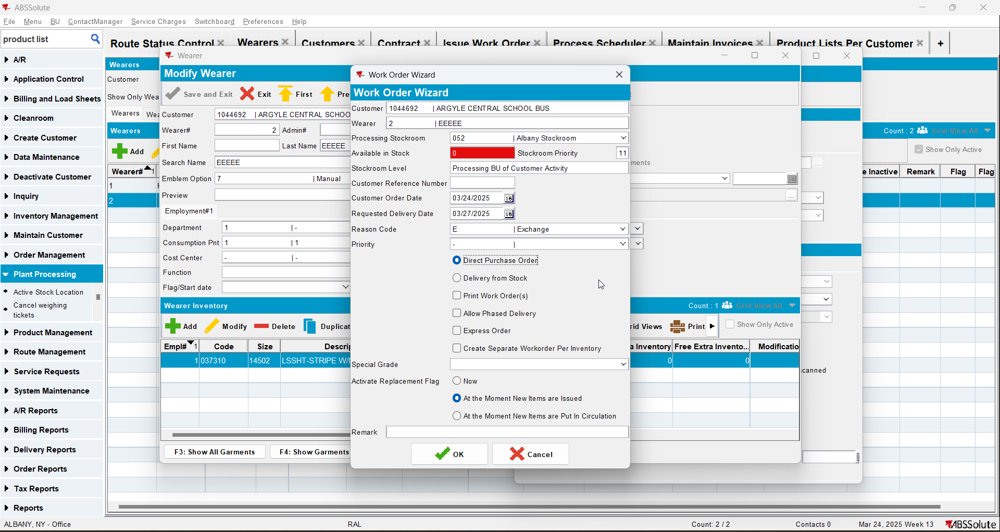 ABSSolute
File Menu BU ContactManager Service Charges Switchboard Preferences Help
product list
Route Status Control Wearers Customers Contract Issue Work Order Process Scheduler Maintain Invoices Product Lists Per Customer +
A/R
Application Control
Billing and Load Sheets
Cleanroom
Create Customer
Data Maintenance
Deactivate Customer
Inquiry
Inventory Management
Maintain Customer
Order Management
Plant Processing
Active Stock Location
Cancel weighing
tickets
Product Management
Route Management
Service Requests
System Maintenance
A/R Reports
Billing Reports
Delivery Reports
Order Reports
Tax Reports
Reports
Wearers
Customer
Show Only Wea
Wearers Wea
Wearers
Add
Wearer# 1
1
2
Count : 2 Grid View All
Show Only Active
e Inactive Remark Flag Flag
Wearer
Modify Wearer
Save and Exit Exit First Pre
Customer 1044692 | ARGYLE CENTRAL SCHOO
Wearer# 2 Admin#
First Name Last Name EEEEE
Search Name EEEEE
Emblem Option 7 | Manual
Preview
Employment#1
Department 1 | -
Consumption Pnt 1 | 1
Cost Center - | -
Function
Flag/Start date
ments
16
...
...
Wearer Inventory
Count : 1 Grid View All
Add Modify Delete Duplicat
rid Views Print Show Only Active
Empl# 1 Code Size Descrip
a Inventory Free Extra Invento... Modificatio
1 037310 14502 LSSHT-STRIPE W/
0 0
F3: Show All Garments F4: Show Garments
canned
Work Order Wizard
Work Order Wizard
Customer 1044692 | ARGYLE CENTRAL SCHOOL BUS
Wearer 2 | EEEEE
Processing Stockroom 052 | Albany Stockroom
Available in Stock 0 Stockroom Priority 11
Stockroom Level Processing BU of Customer Activity
Customer Reference Number
Customer Order Date 03/24/2025 16
Requested Delivery Date 03/27/2025 16
Reason Code E | Exchange
Priority - |
Direct Purchase Order
Delivery from Stock
Print Work Order(s)
Allow Phased Delivery
Express Order
Create Separate Workorder Per Inventory
Special Grade
Activate Replacement Flag Now
At the Moment New Items are Issued
At the Moment New Items are Put In Circulation
Remark
OK Cancel
ALBANY, NY - Office RAL Count: 2 / 2 Contacts 0 Mar 24, 2025 Week 13 ABSSolute